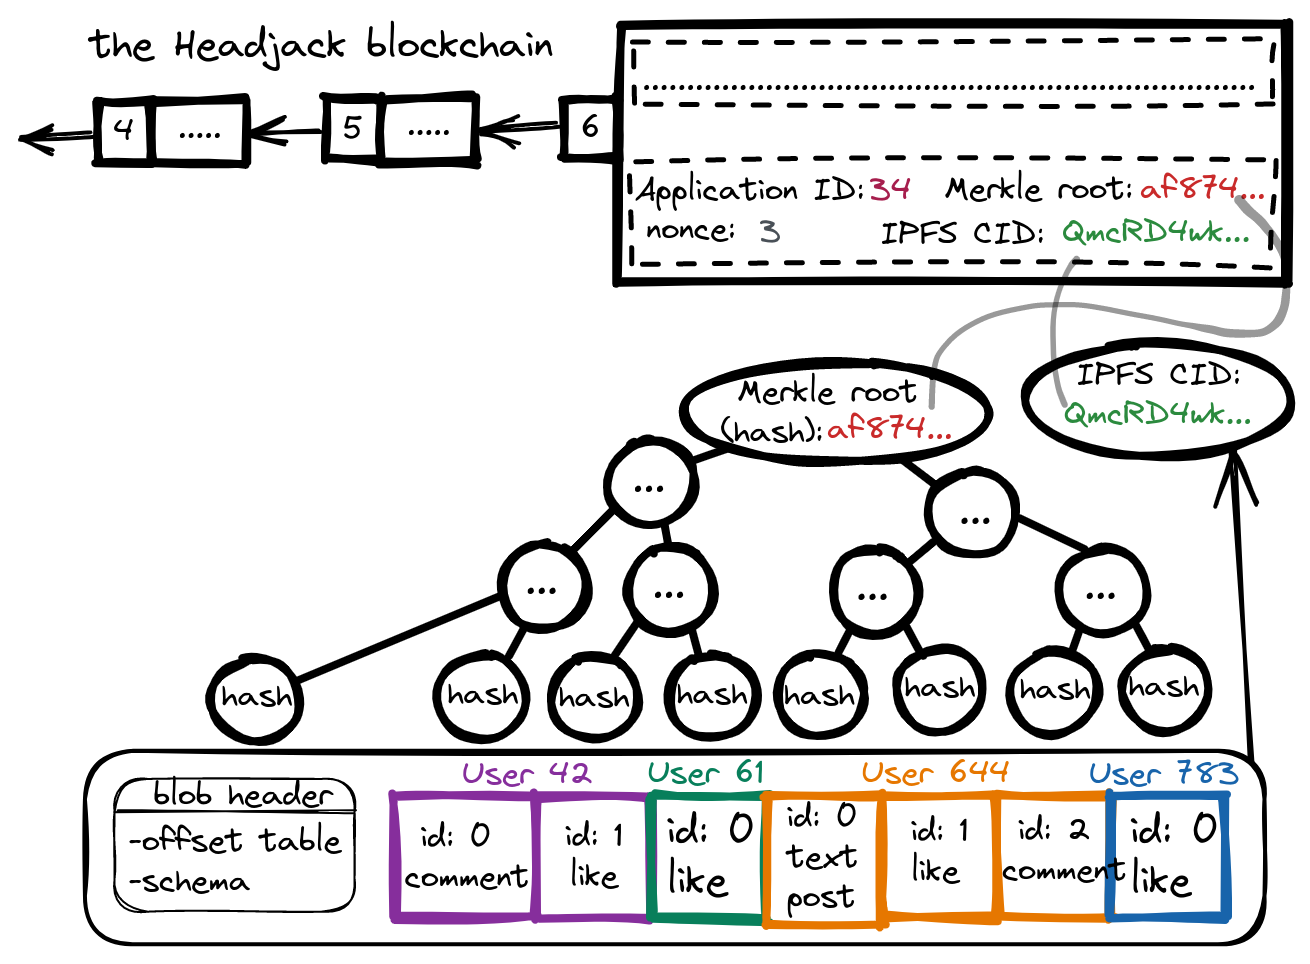 the Headjack blockchain
4 ..... 5 ..... 6
Application ID: 34 Merkle root: af874...
nonce: 3 IPFS CID: QmcRD4wk...
Merkle root
(hash): af874...
IPFS CID:
QmcRD4wk...
... ...
... ... ... ...
hash hash hash hash hash hash hash hash
blob header
-offset table
-schema
User 42 User 61 User 644 User 783
id: 0
comment
id: 1
like
id: 0
like
id: 0
text
post
id: 1
like
id: 2
comment
id: 0
like